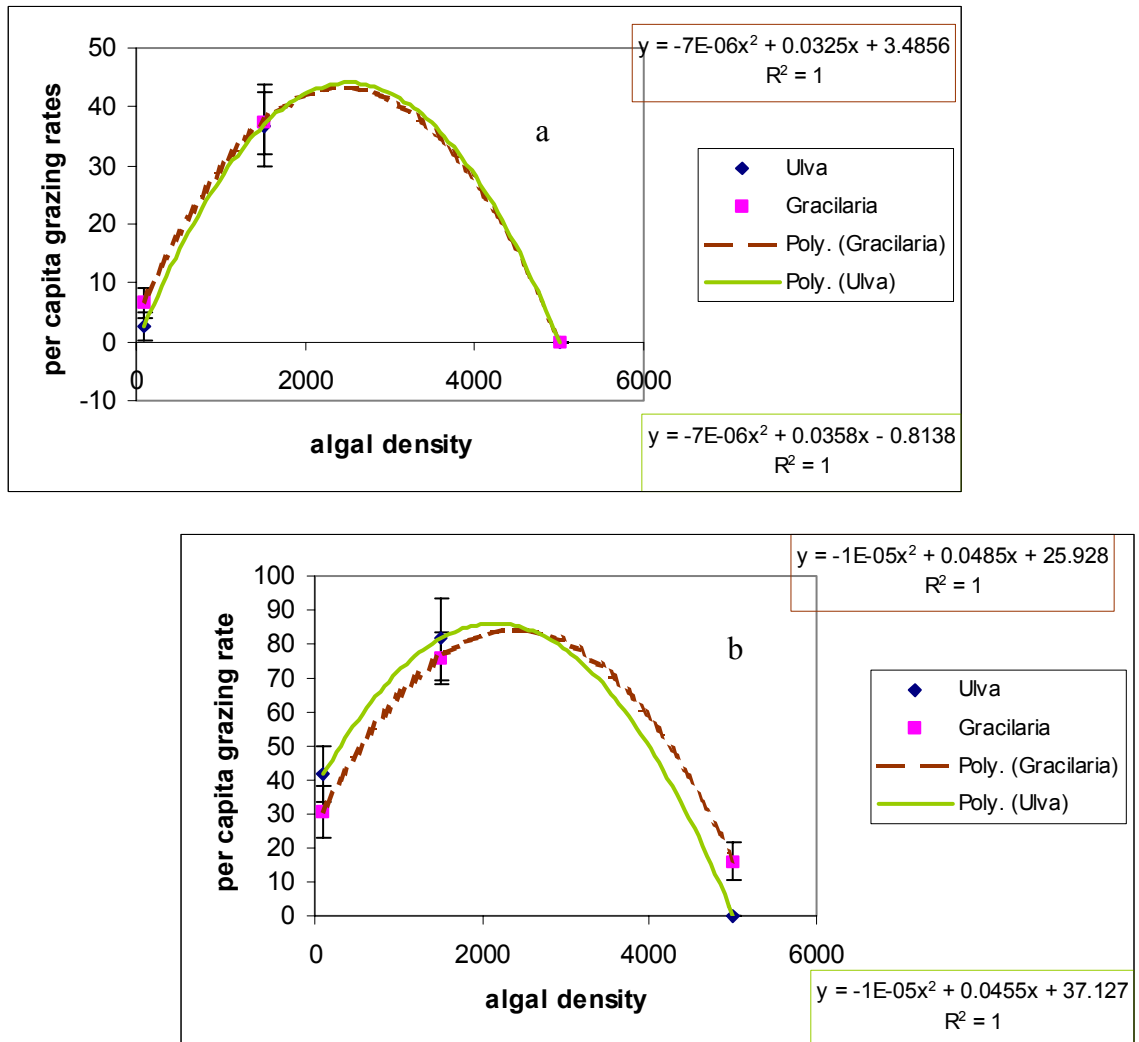 y = -7E-06x² + 0.0325x + 3.4856
R² = 1
50
40
30
20
10
0
-10
per capita grazing rates
a
Ulva
Gracilaria
Poly. (Gracilaria)
Poly. (Ulva)
0 2000 4000 6000
algal density
y = -7E-06x² + 0.0358x - 0.8138
R² = 1
y = -1E-05x² + 0.0485x + 25.928
R² = 1
100
90
80
70
60
50
40
30
20
10
0
per capita grazing rate
b
Ulva
Gracilaria
Poly. (Gracilaria)
Poly. (Ulva)
0 2000 4000 6000
algal density
y = -1E-05x² + 0.0455x + 37.127
R² = 1